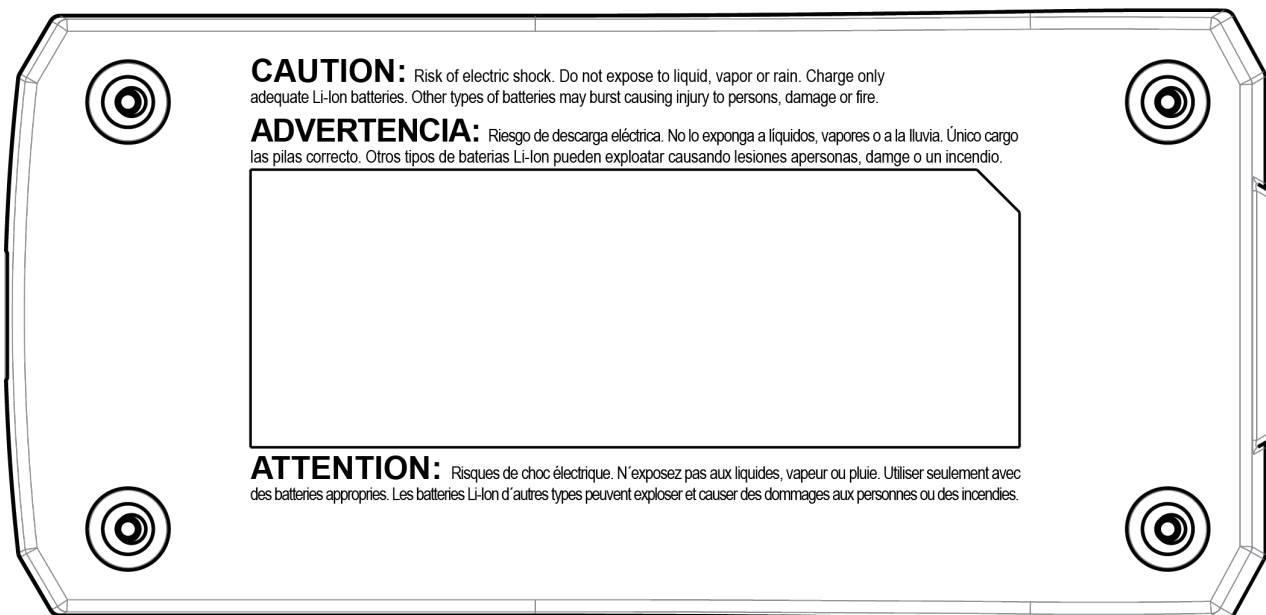 CAUTION: Risk of electric shock. Do not expose to liquid, vapor or rain. Charge only
adequate Li-Ion batteries. Other types of batteries may burst causing injury to persons, damage or fire.
ADVERTENCIA: Riesgo de descarga eléctrica. No lo exponga a líquidos, vapores o a la lluvia. Único cargo
las pilas correcto. Otros tipos de baterias Li-Ion pueden exploatar causando lesiones apersonas, damge o un incendio.
ATTENTION: Risques de choc électrique. N´exposez pas aux liquides, vapeur ou pluie. Utiliser seulement avec
des batteries appropries. Les batteries Li-Ion d´autres types peuvent exploser et causer des dommages aux personnes ou des incendies.